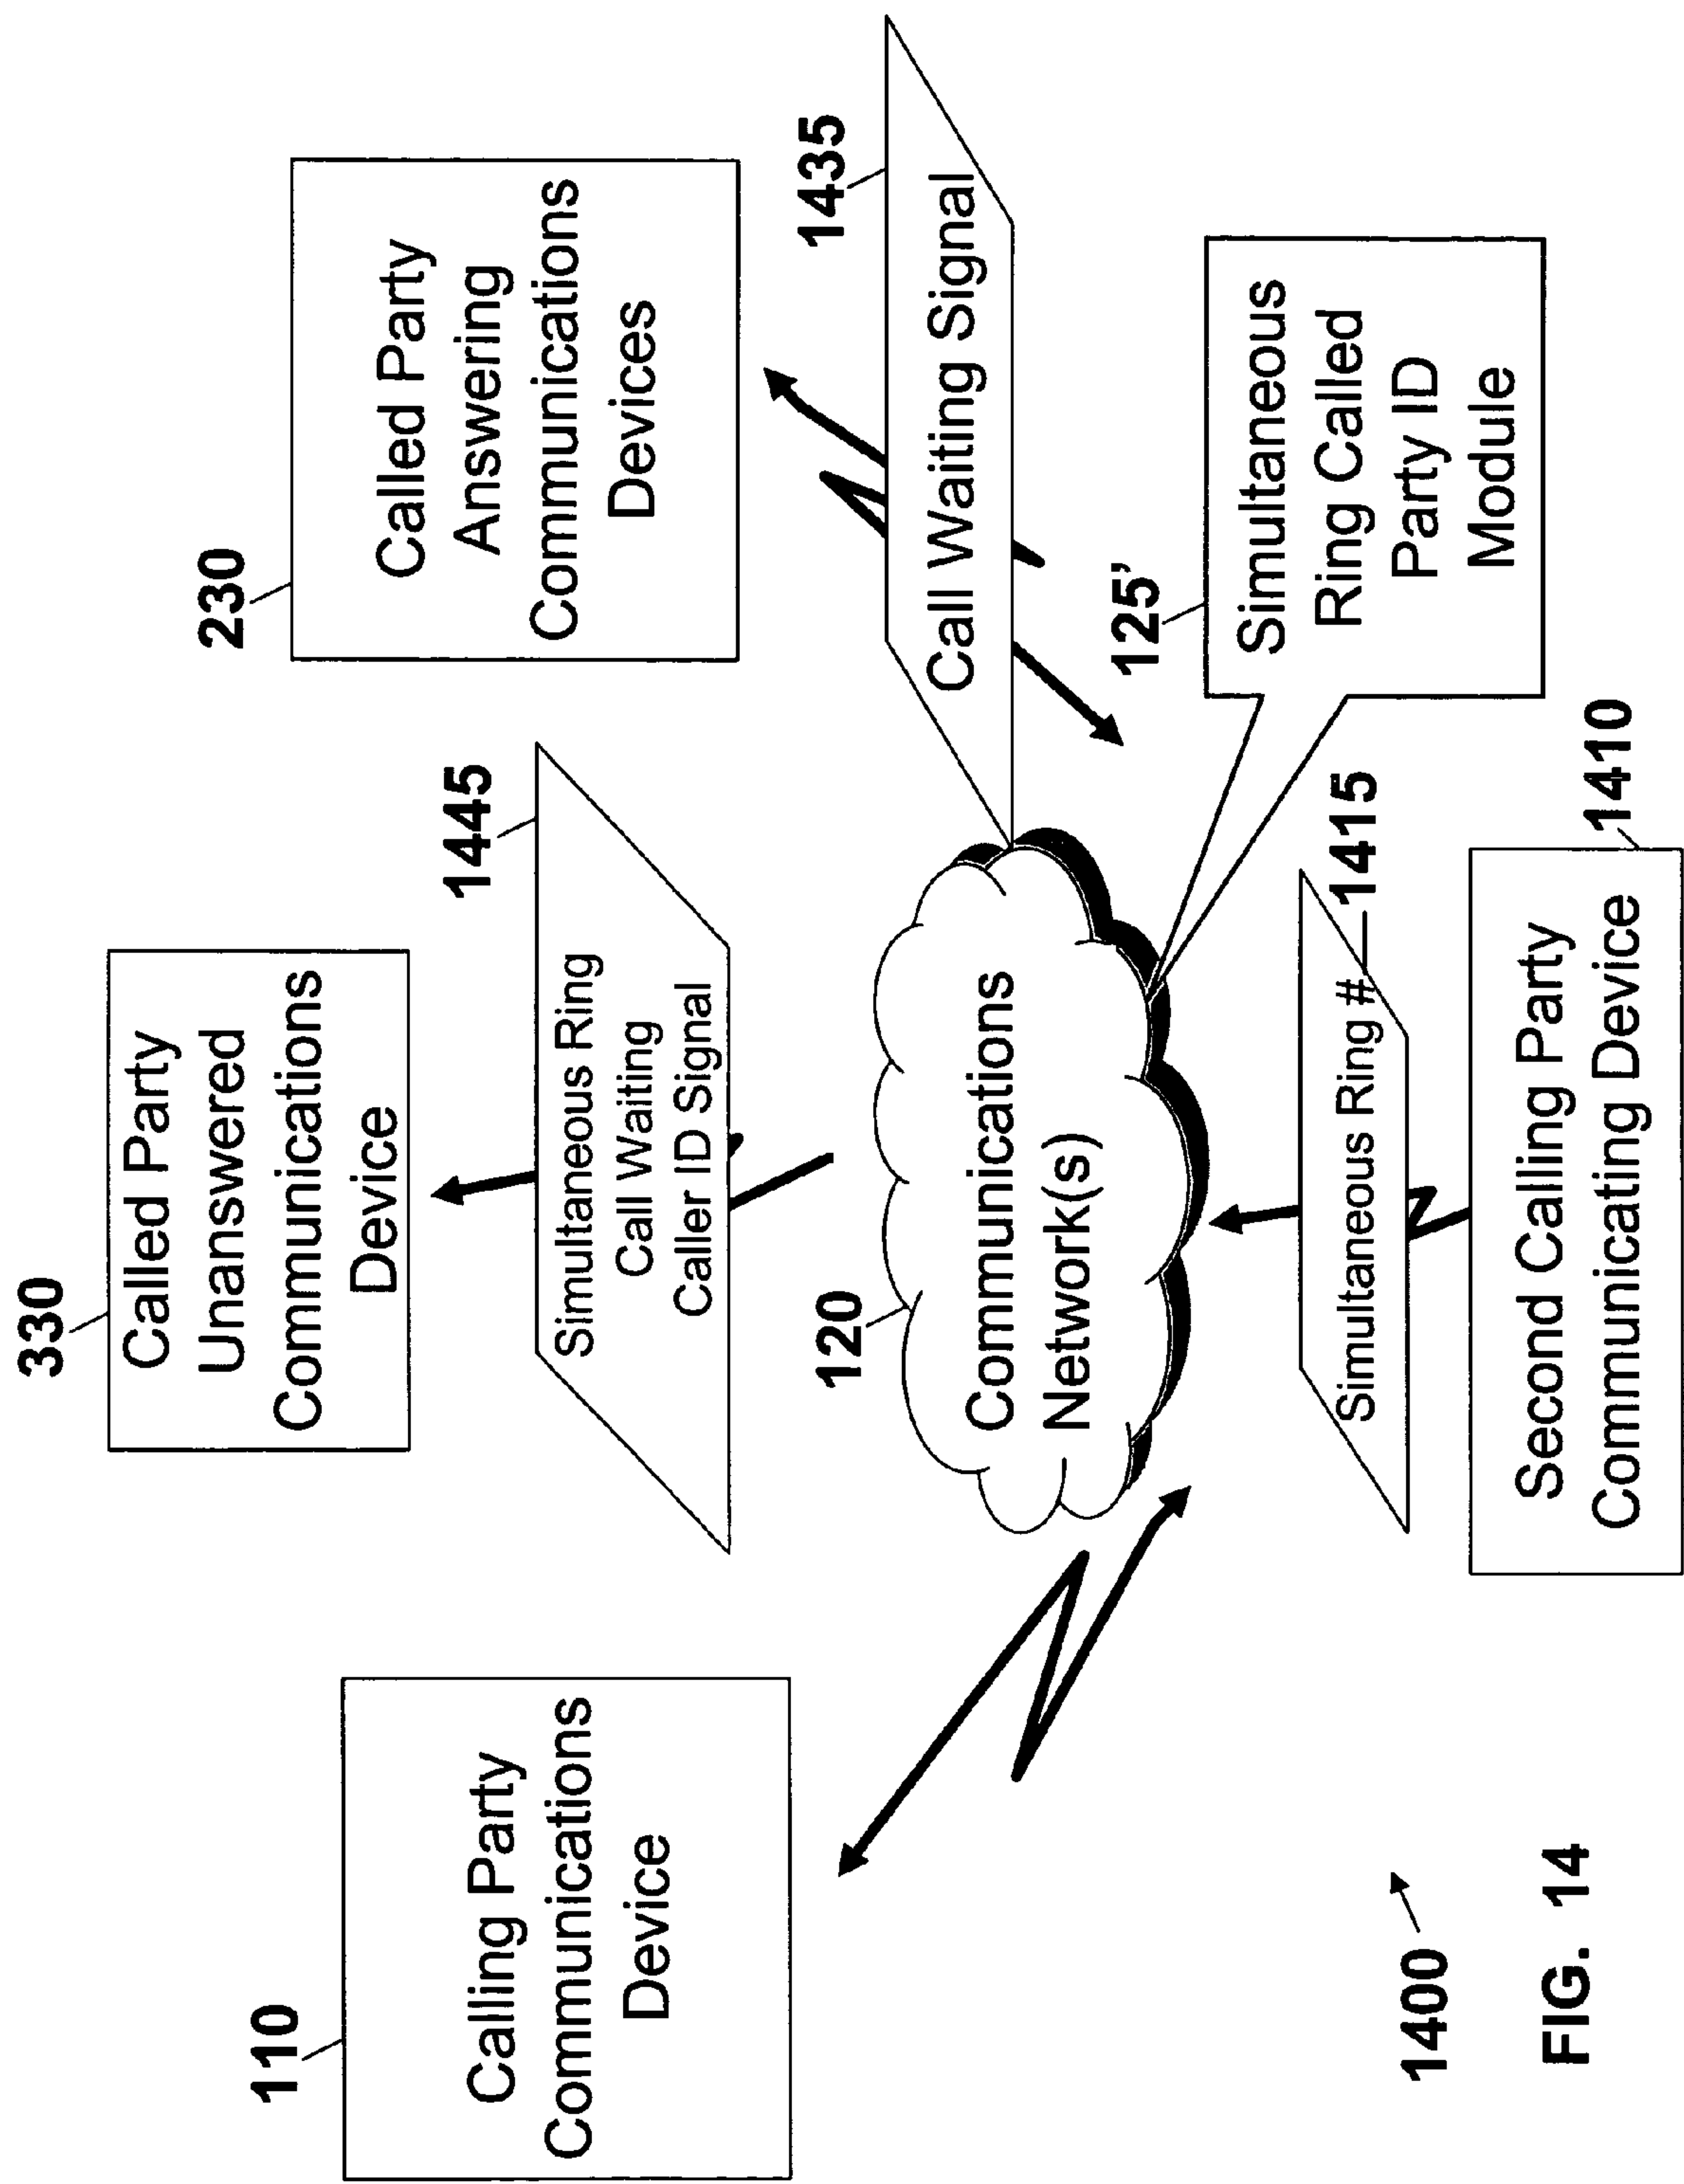 330
Called Party
Unanswered
Communications
Device
110
Calling Party
Communications
Device
230
Called Party
Answering
Communications
Devices
1445
Simultaneous Ring
Call Waiting
Caller ID Signal
1435
Call Waiting Signal
120
Communications
Network(s)
125'
Simultaneous
Ring Called
Party ID
Module
Simultaneous Ring #
1415
1410
Second Calling Party
Communicating Device
1400
FIG. 14